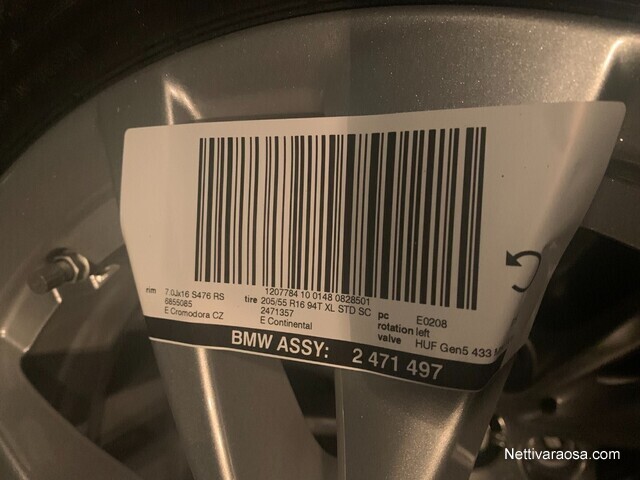 1207784 10 0148 0828501
rim 7.0Jx16 S476 RS
6855085
E Cromodora CZ
tire 205/55 R16 94T XL STD SC
2471357
E Continental
pc E0208
rotation left
valve HUF Gen5 433
BMW ASSY: 2 471 497
Nettivaraosa.com